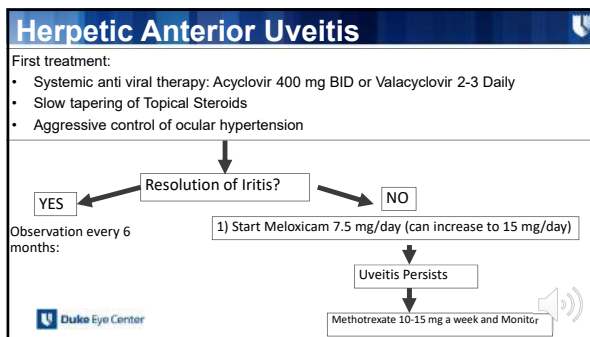 Herpetic Anterior Uveitis
First treatment:
• Systemic anti viral therapy: Acyclovir 400 mg BID or Valacyclovir 2-3 Daily
• Slow tapering of Topical Steroids
• Aggressive control of ocular hypertension
Resolution of Iritis?
YES
NO
Observation every 6
months:
1) Start Meloxicam 7.5 mg/day (can increase to 15 mg/day)
Uveitis Persists
Methotrexate 10-15 mg a week and Monitor
Duke Eye Center